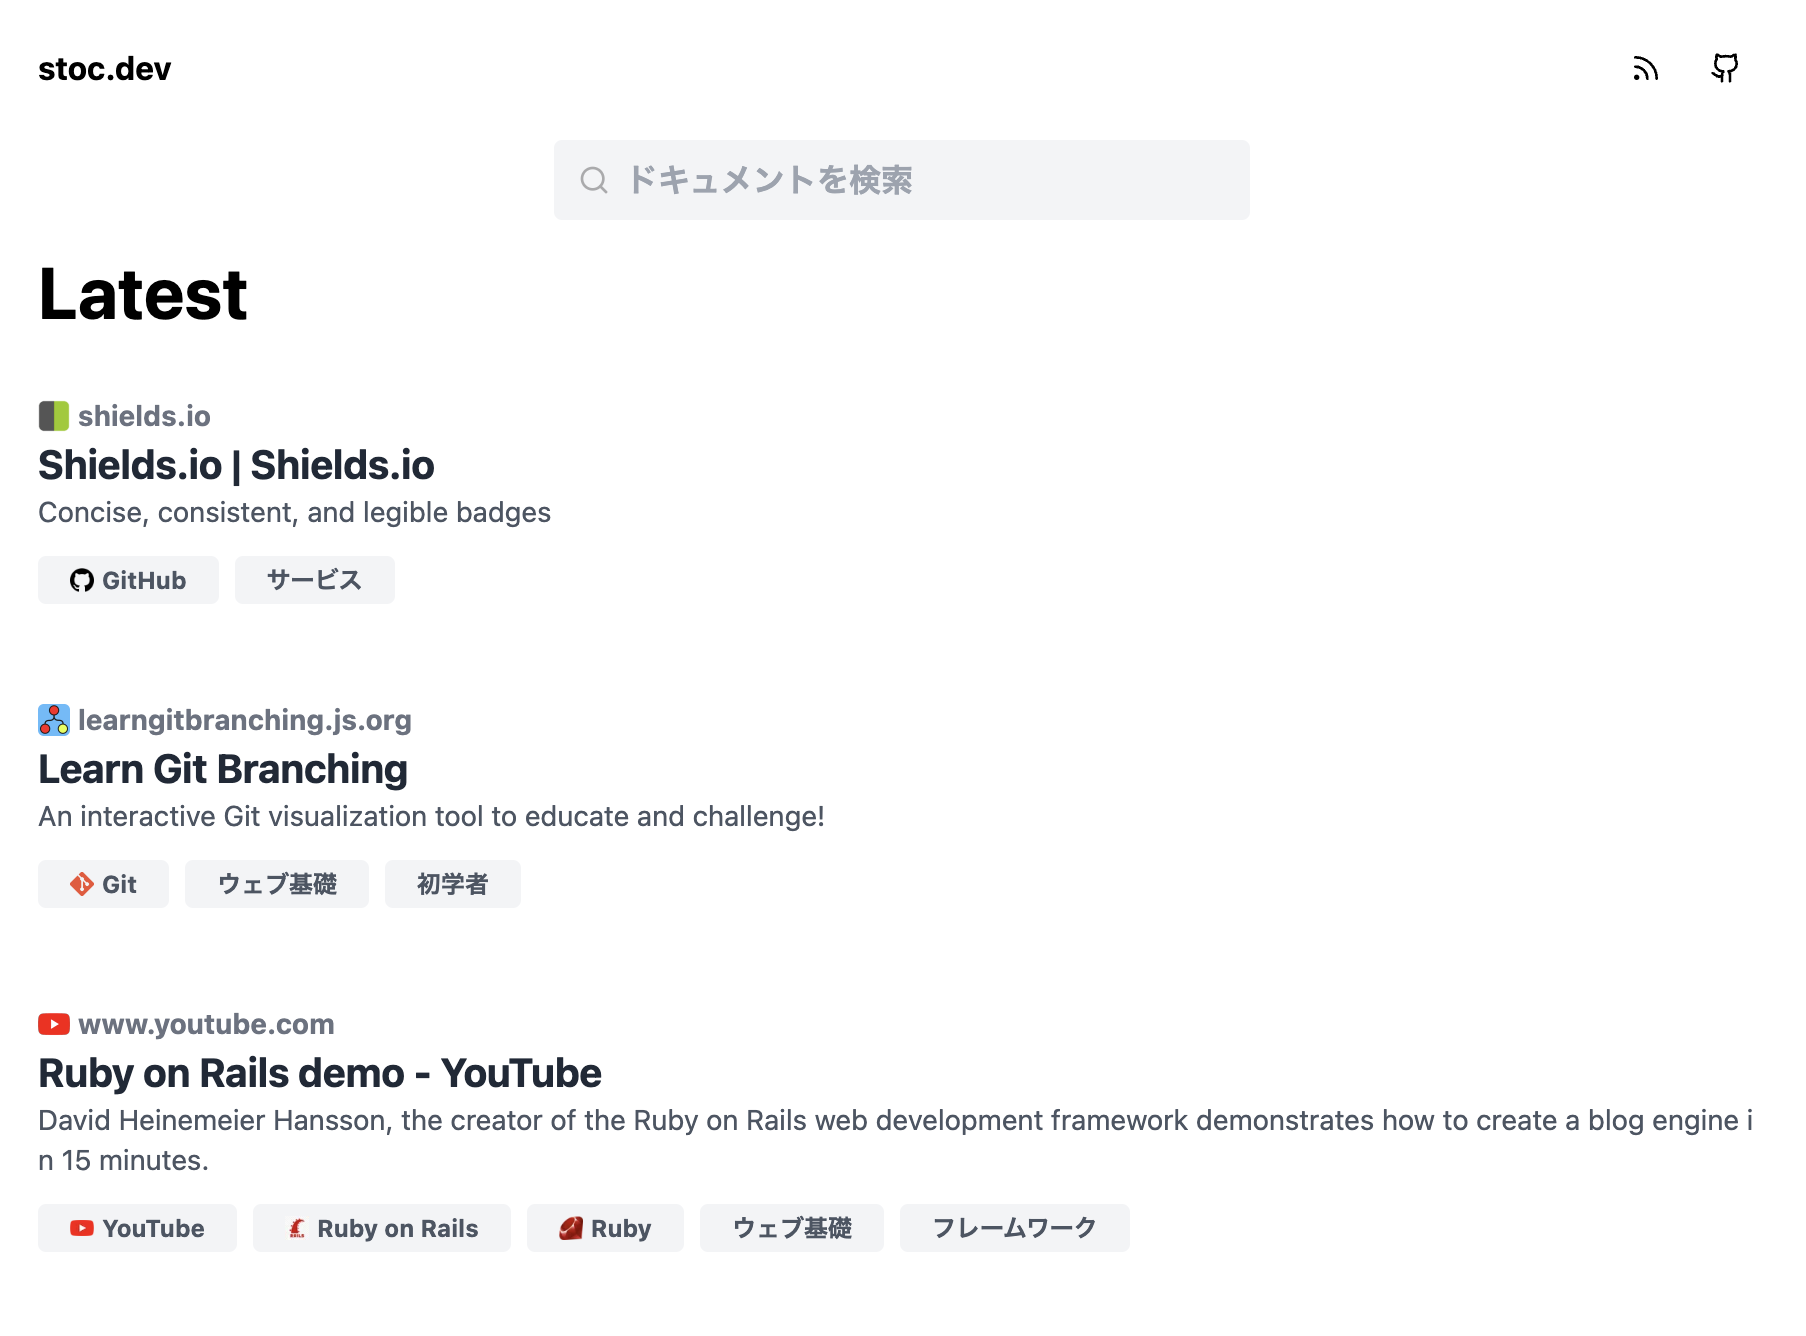 stoc.dev
ドキュメントを検索
Latest
shields.io
Shields.io | Shields.io
Concise, consistent, and legible badges
GitHub サービス
learngitbranching.js.org
Learn Git Branching
An interactive Git visualization tool to educate and challenge!
Git ウェブ基礎 初学者
www.youtube.com
Ruby on Rails demo - YouTube
David Heinemeier Hansson, the creator of the Ruby on Rails web development framework demonstrates how to create a blog engine i
n 15 minutes.
YouTube Ruby on Rails Ruby ウェブ基礎 フレームワーク